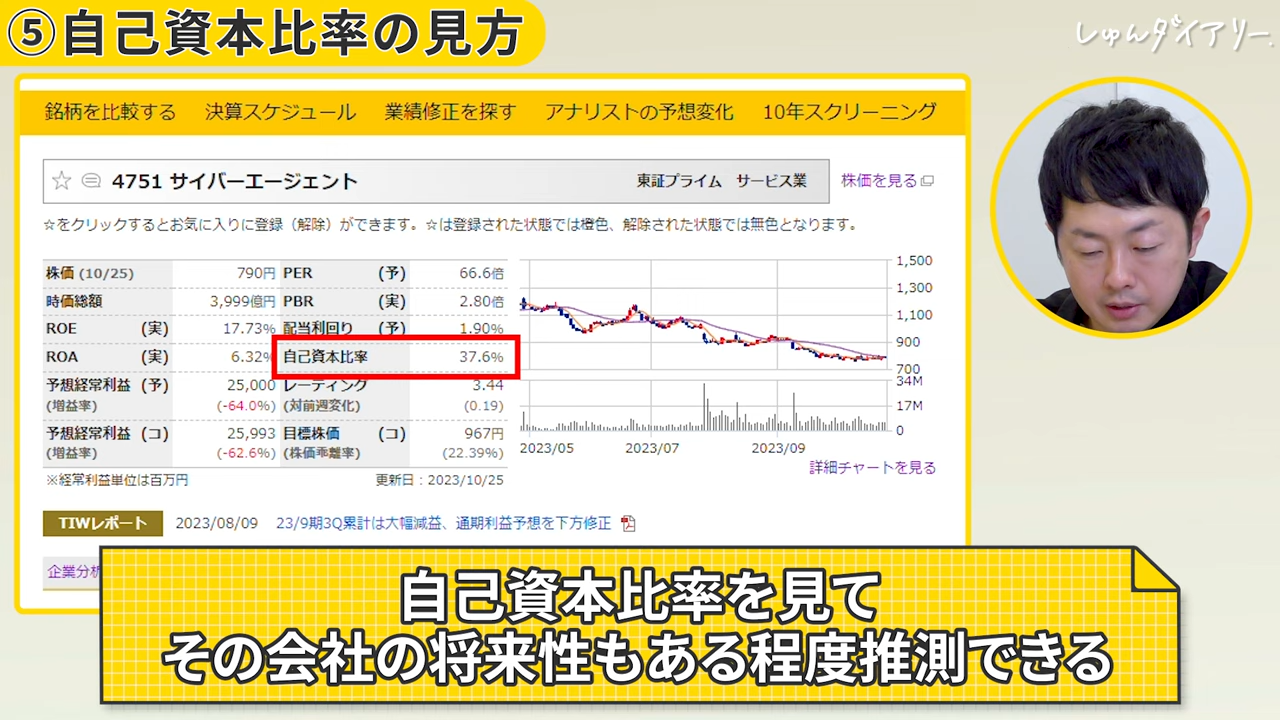 ⑤自己資本比率の見方
しゅんダイアリー.
銘柄を比較する 決算スケジュール 業績修正を探す アナリストの予想変化 10年スクリーニング
4751 サイバーエージェント 東証プライム サービス業 株価を見る
☆をクリックするとお気に入りに登録（解除）ができます。☆は登録された状態では橙色、解除された状態では無色となります。
株価 (10/25) 790円 PER (予) 66.6倍
時価総額 3,999億円 PBR (実) 2.80倍
ROE (実) 17.73% 配当利回り (予) 1.90%
ROA (実) 6.32% 自己資本比率 37.6%
予想経常利益 (予) 25,000 レーティング 3.44
(増益率) (-64.0%) (対前週変化) (0.19)
予想経常利益 (コ) 25,993 目標株価 (コ) 967円
(増益率) (-62.6%) (株価乖離率) (22.39%)
※経常利益単位は百万円 更新日：2023/10/25
1,500
1,300
1,100
900
700
34M
17M
0
2023/05 2023/07 2023/09
詳細チャートを見る
TIWレポート 2023/08/09 23/9期3Q累計は大幅減益、通期利益予想を下方修正
企業分析
自己資本比率を見て
その会社の将来性もある程度推測できる